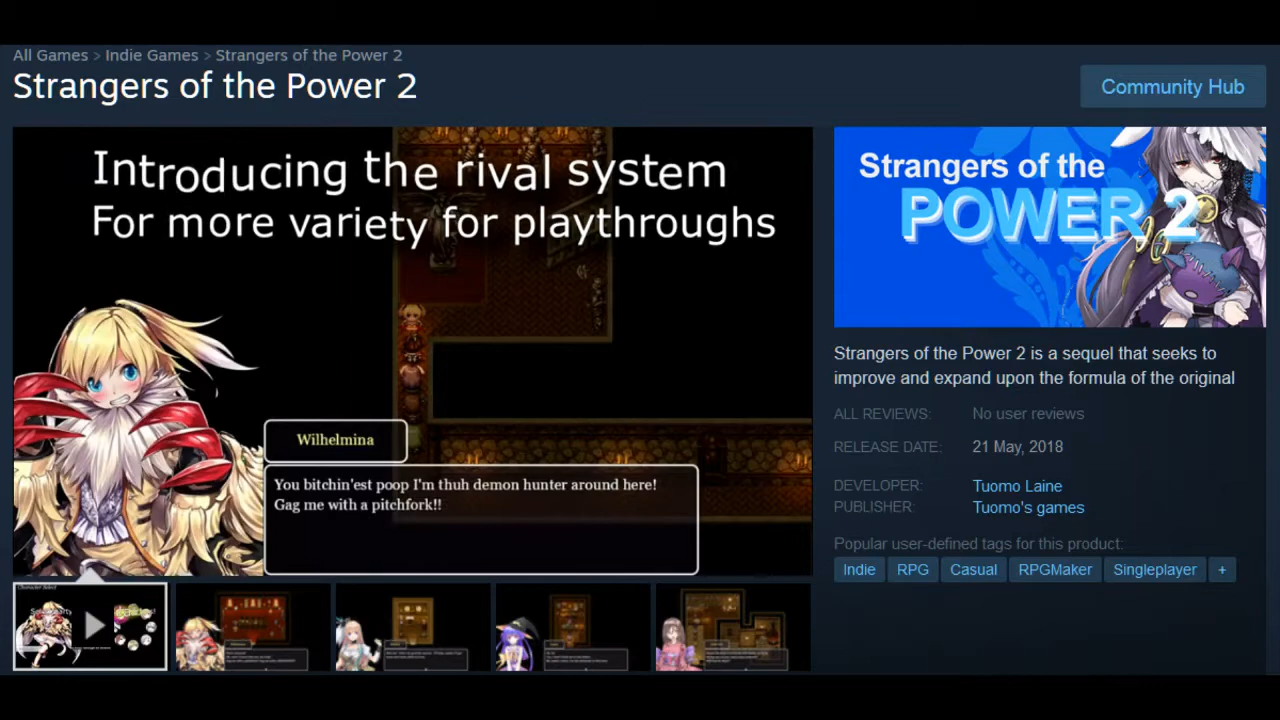 All Games > Indie Games > Strangers of the Power 2
Strangers of the Power 2
Community Hub
Introducing the rival system
For more variety for playthroughs
Wilhelmina
You bitchin'est poop I'm thuh demon hunter around here!
Gag me with a pitchfork!!
Strangers of the
POWER 2
Strangers of the Power 2 is a sequel that seeks to
improve and expand upon the formula of the original
ALL REVIEWS: No user reviews
RELEASE DATE: 21 May, 2018
DEVELOPER: Tuomo Laine
PUBLISHER: Tuomo's games
Popular user-defined tags for this product:
Indie RPG Casual RPGMaker Singleplayer +
Character Select